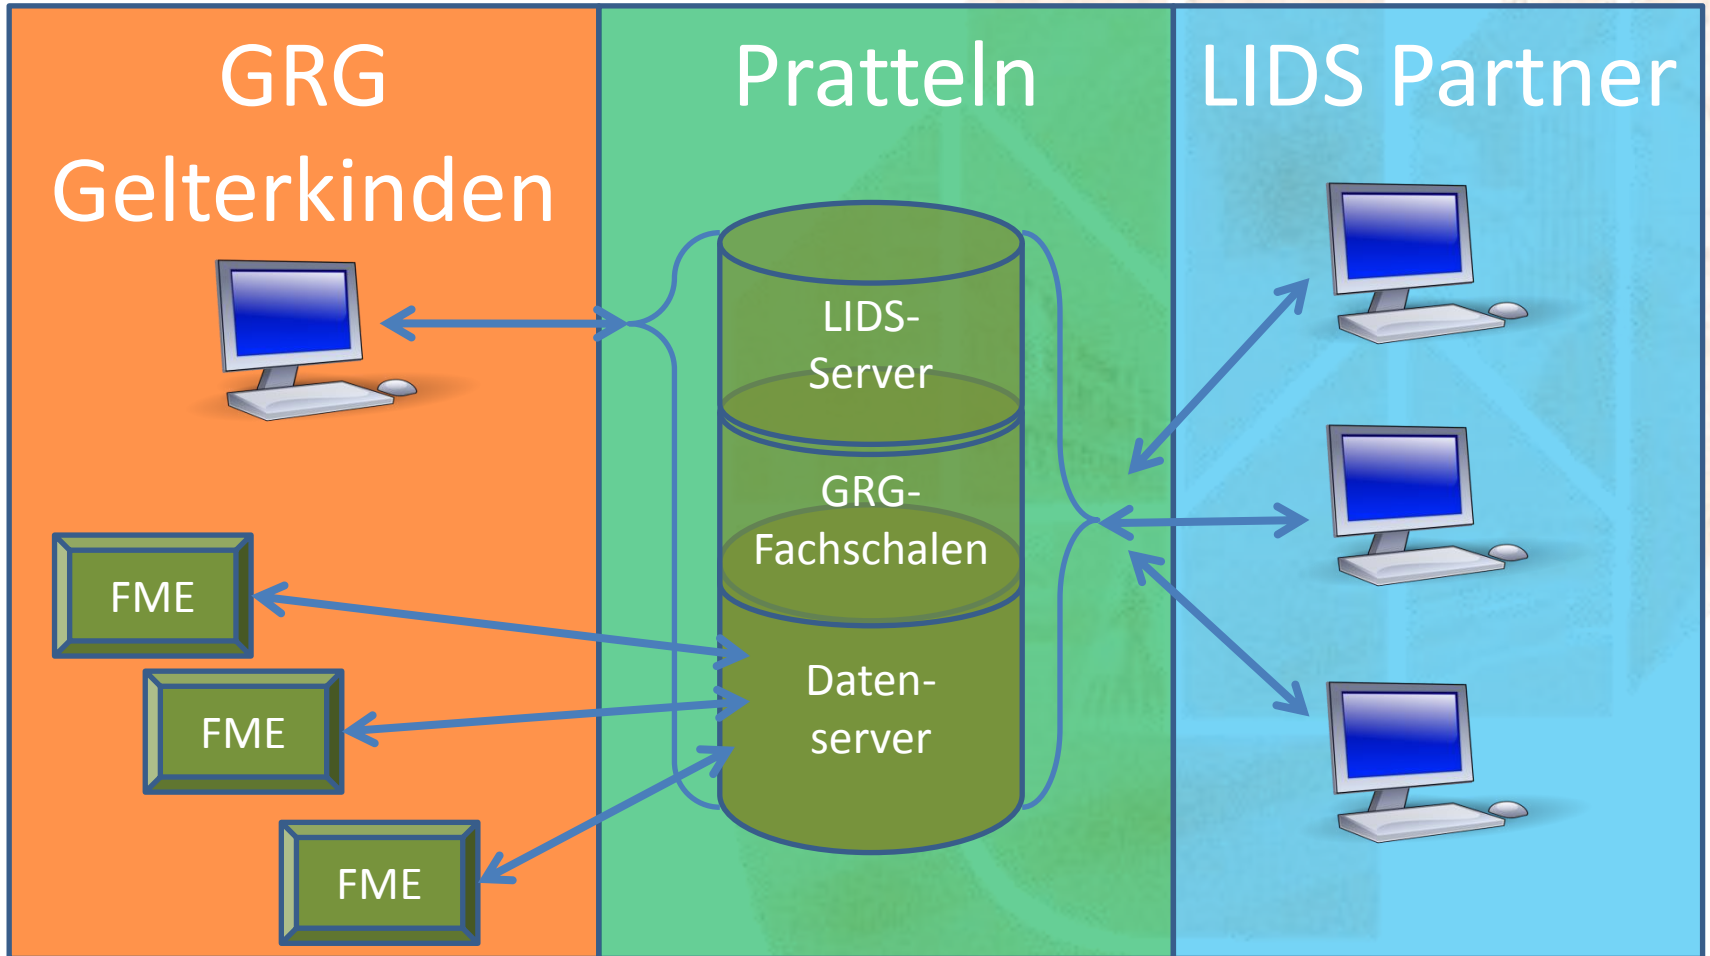 GRG
Gelterkinden
Pratteln
LIDS Partner
LIDS-
Server
GRG-
Fachschalen
Daten-
server
FME
FME
FME